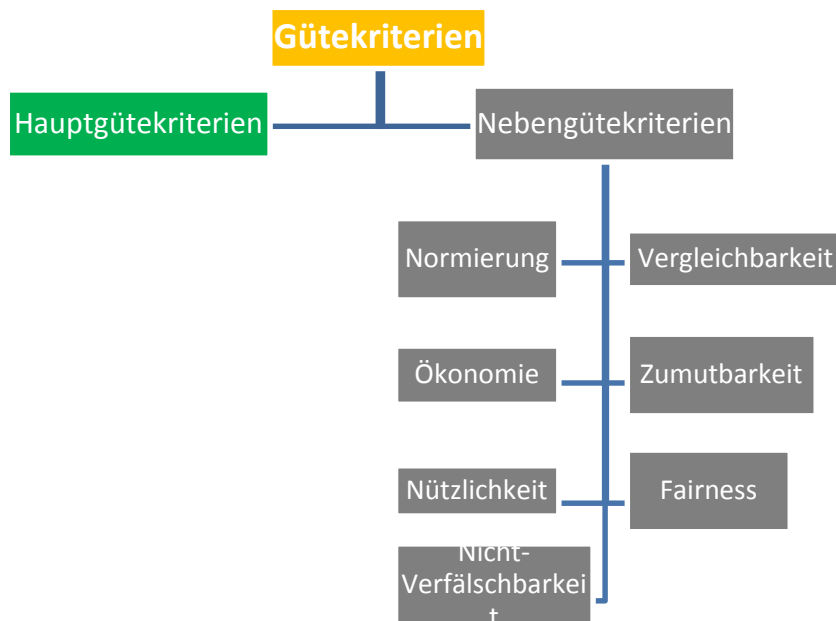 Gütekriterien
Hauptgütekriterien
Nebengütekriterien
Normierung
Vergleichbarkeit
Ökonomie
Zumutbarkeit
Nützlichkeit
Fairness
Nicht-
Verfälschbarkei
t